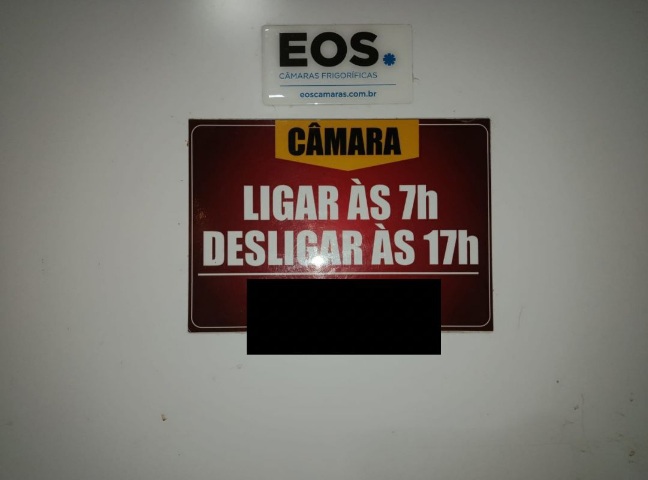 EOS.
CÂMARAS FRIGORÍFICAS
eoscamaras.com.br
CÂMARA
LIGAR ÀS 7h
DESLIGAR ÀS 17h